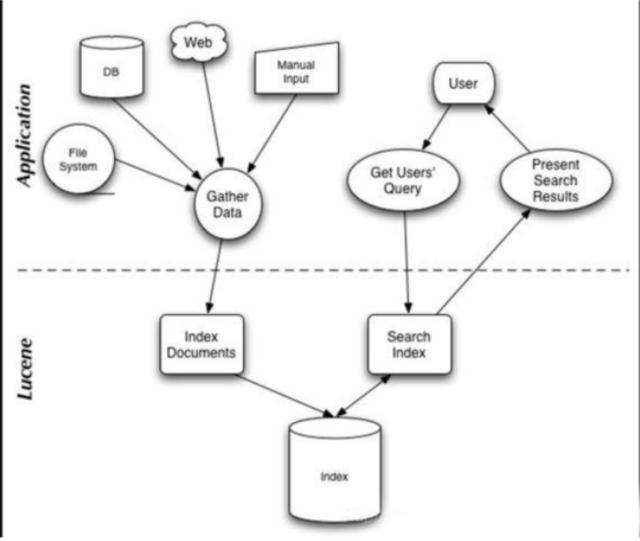 Application
DB
Web
Manual
Input
User
File
System
Gather
Data
Get Users'
Query
Present
Search
Results
Lucene
Index
Documents
Search
Index
Index